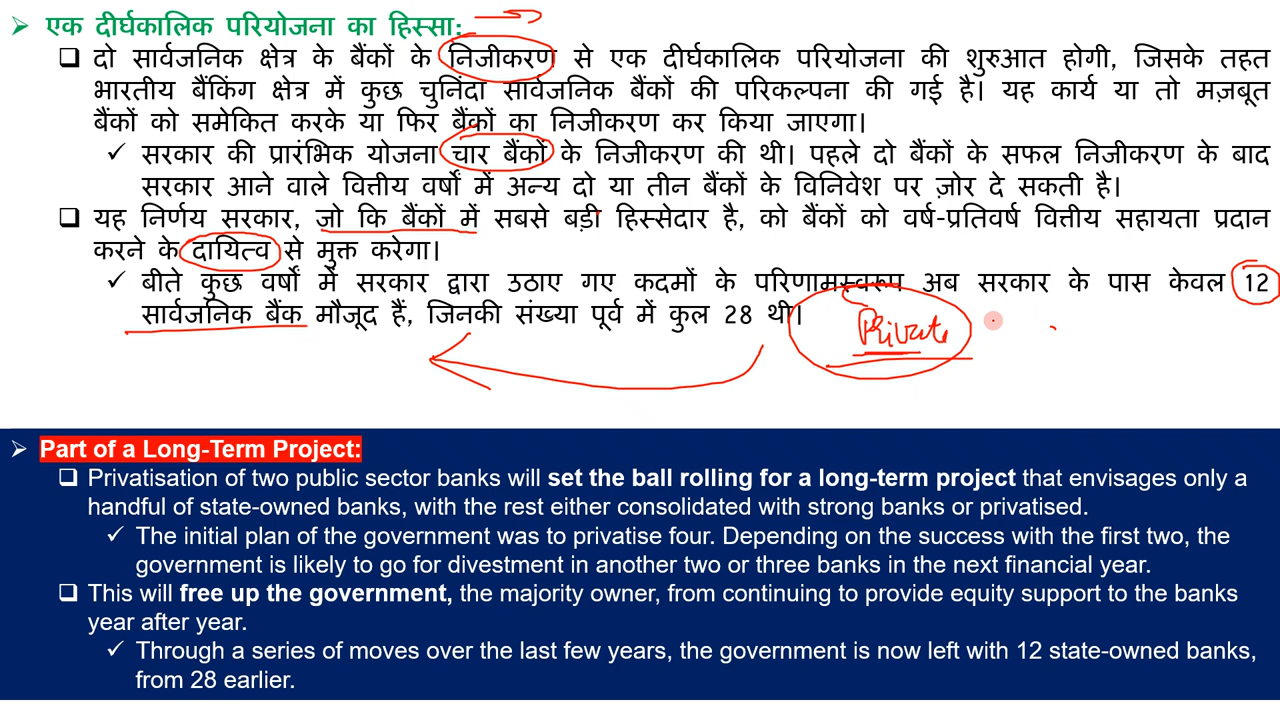 ➢ एक दीर्घकालिक परियोजना का हिस्सा:
❑ दो सार्वजनिक क्षेत्र के बैंकों के निजीकरण से एक दीर्घकालिक परियोजना की शुरुआत होगी, जिसके तहत
भारतीय बैंकिंग क्षेत्र में कुछ चुनिंदा सार्वजनिक बैंकों की परिकल्पना की गई है। यह कार्य या तो मज़बूत
बैंकों को समेकित करके या फिर बैंकों का निजीकरण कर किया जाएगा।
✓ सरकार की प्रारंभिक योजना चार बैंकों के निजीकरण की थी। पहले दो बैंकों के सफल निजीकरण के बाद
सरकार आने वाले वित्तीय वर्षों में अन्य दो या तीन बैंकों के विनिवेश पर ज़ोर दे सकती है।
❑ यह निर्णय सरकार, जो कि बैंकों में सबसे बड़ी हिस्सेदार है, को बैंकों को वर्ष-प्रतिवर्ष वित्तीय सहायता प्रदान
करने के दायित्व से मुक्त करेगा।
✓ बीते कुछ वर्षों में सरकार द्वारा उठाए गए कदमों के परिणामस्वरूप अब सरकार के पास केवल 12
सार्वजनिक बैंक मौजूद हैं, जिनकी संख्या पूर्व में कुल 28 थी।
Private
➢ Part of a Long-Term Project:
❑ Privatisation of two public sector banks will set the ball rolling for a long-term project that envisages only a
handful of state-owned banks, with the rest either consolidated with strong banks or privatised.
✓ The initial plan of the government was to privatise four. Depending on the success with the first two, the
government is likely to go for divestment in another two or three banks in the next financial year.
❑ This will free up the government, the majority owner, from continuing to provide equity support to the banks
year after year.
✓ Through a series of moves over the last few years, the government is now left with 12 state-owned banks,
from 28 earlier.